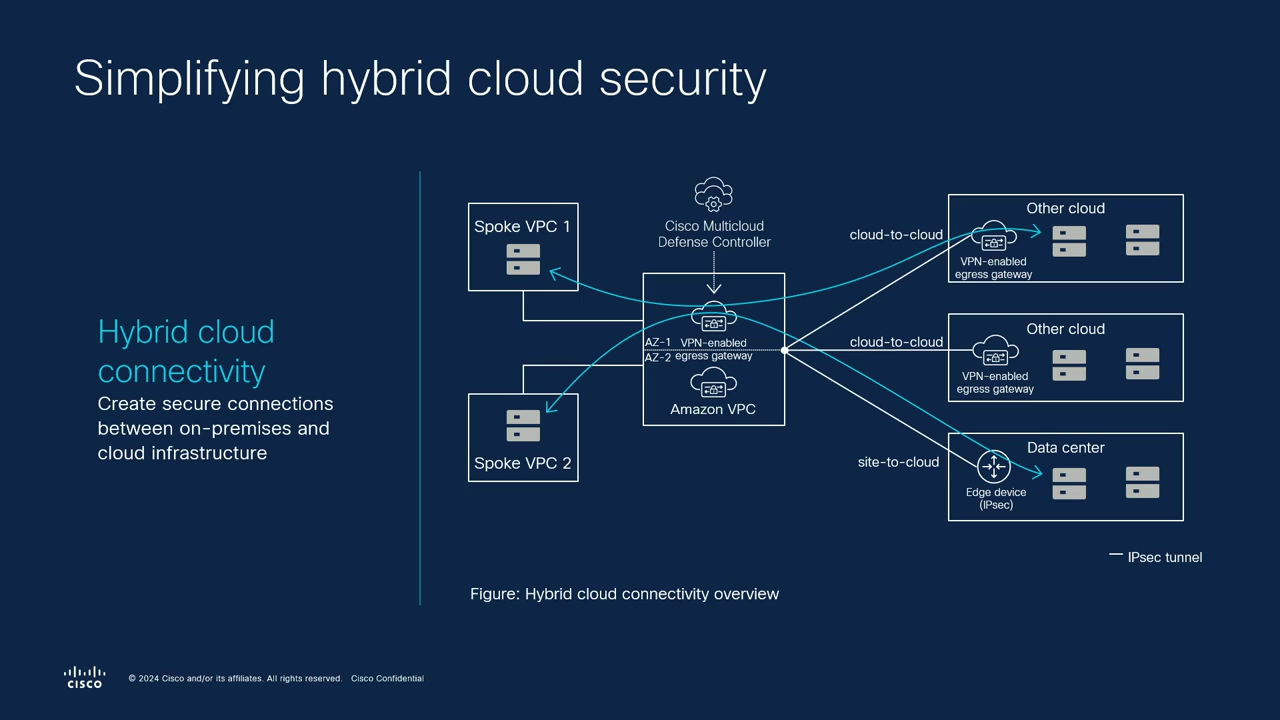 Simplifying hybrid cloud security
Hybrid cloud
connectivity
Create secure connections
between on-premises and
cloud infrastructure
Spoke VPC 1
Spoke VPC 2
Cisco Multicloud
Defense Controller
AZ-1
AZ-2
VPN-enabled
egress gateway
Amazon VPC
cloud-to-cloud
cloud-to-cloud
site-to-cloud
Other cloud
VPN-enabled
egress gateway
Other cloud
VPN-enabled
egress gateway
Data center
Edge device
(IPsec)
IPsec tunnel
Figure: Hybrid cloud connectivity overview
CISCO
© 2024 Cisco and/or its affiliates. All rights reserved. Cisco Confidential